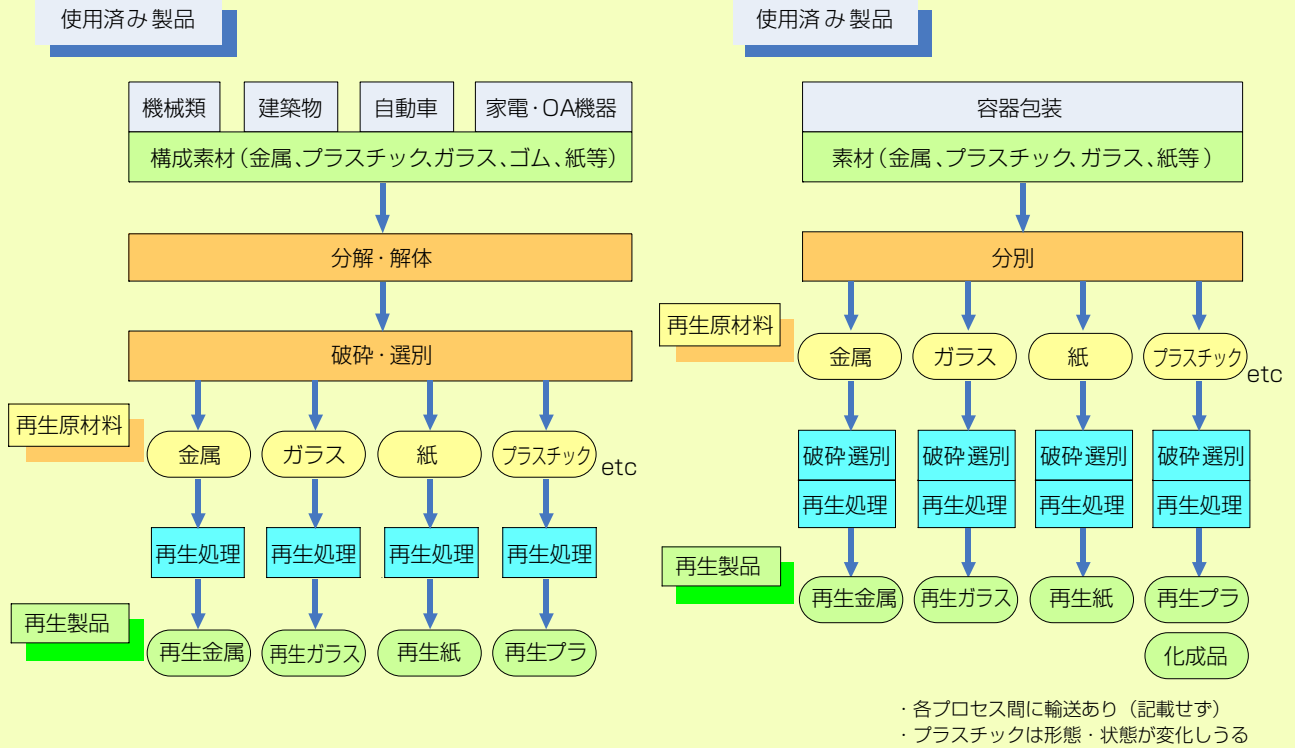 使用済み製品
機械類
建築物
自動車
家電・OA機器
構成素材(金属、プラスチック、ガラス、ゴム、紙等)
分解・解体
破砕・選別
再生原材料
金属
ガラス
紙
プラスチック
etc
再生処理
再生処理
再生処理
再生処理
再生製品
再生金属
再生ガラス
再生紙
再生プラ
使用済み製品
容器包装
素材(金属、プラスチック、ガラス、紙等)
分別
再生原材料
金属
ガラス
紙
プラスチック
etc
破砕選別
破砕選別
破砕選別
破砕選別
再生処理
再生処理
再生処理
再生処理
再生製品
再生金属
再生ガラス
再生紙
再生プラ
化成品
・各プロセス間に輸送あり(記載せず)
・プラスチックは形態・状態が変化しうる